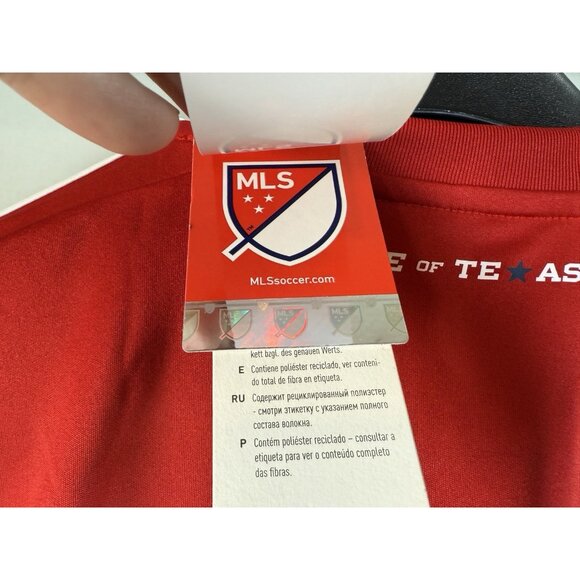 MLS
MLSsoccer.com
E OF TE★AS
kett bzgl. des genauen Werts.
E Contiene poliéster reciclado, ver conteni-
do total de fibra en etiqueta.
RU Содержит рециклированный полиэстер
- смотри этикетку с указанием полного
состава волокна.
P Contém poliéster reciclado – consultar a
etiqueta para ver o conteúdo completo
das fibras.